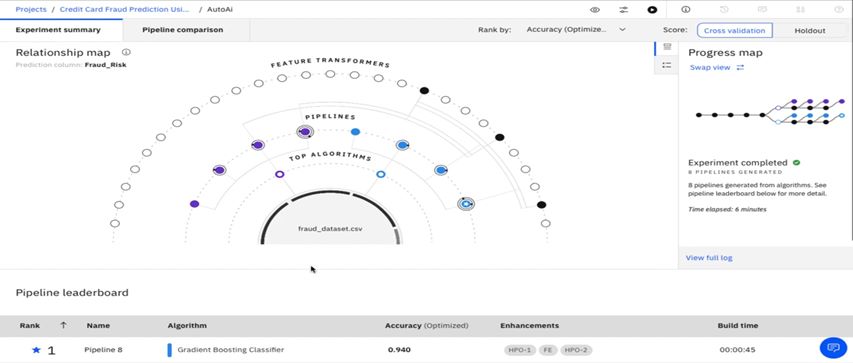 Projects / Credit Card Fraud Prediction Usi... / AutoAi
Experiment summary
Pipeline comparison
Rank by: Accuracy (Optimize...
Score: Cross validation Holdout
Relationship map
Prediction column: Fraud_Risk
FEATURE TRANSFORMERS
PIPELINES
TOP ALGORITHMS
fraud_dataset.csv
Progress map
Swap view
Experiment completed
8 PIPELINES GENERATED
8 pipelines generated from algorithms. See
pipeline leaderboard below for more detail.
Time elapsed: 6 minutes
View full log
Pipeline leaderboard
Rank ↑ Name Algorithm Accuracy (Optimized) Enhancements Build time
★ 1 Pipeline 8 Gradient Boosting Classifier 0.940 HPO-1 FE HPO-2 00:00:45